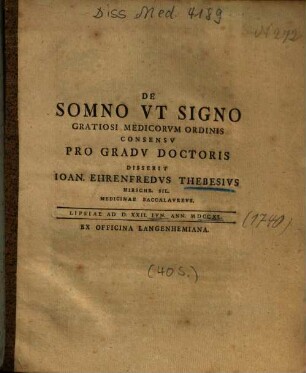 Diss Med. 4189
DE
SOMNO VT SIGNO
GRATIOSI MEDICORVM ORDINIS
CONSENSV
PRO GRADV DOCTORIS
DISSERIT
IOAN. EHRENFREDVS THEBESIVS
HIRSCHB. SIL.
MEDICINAE BACCALAVREVS.
LIPSIAE AD D. XXII. IVN. ANN. MDCCXL.
(1740)
EX OFFICINA LANGENHEMIANA.
(40 S.)